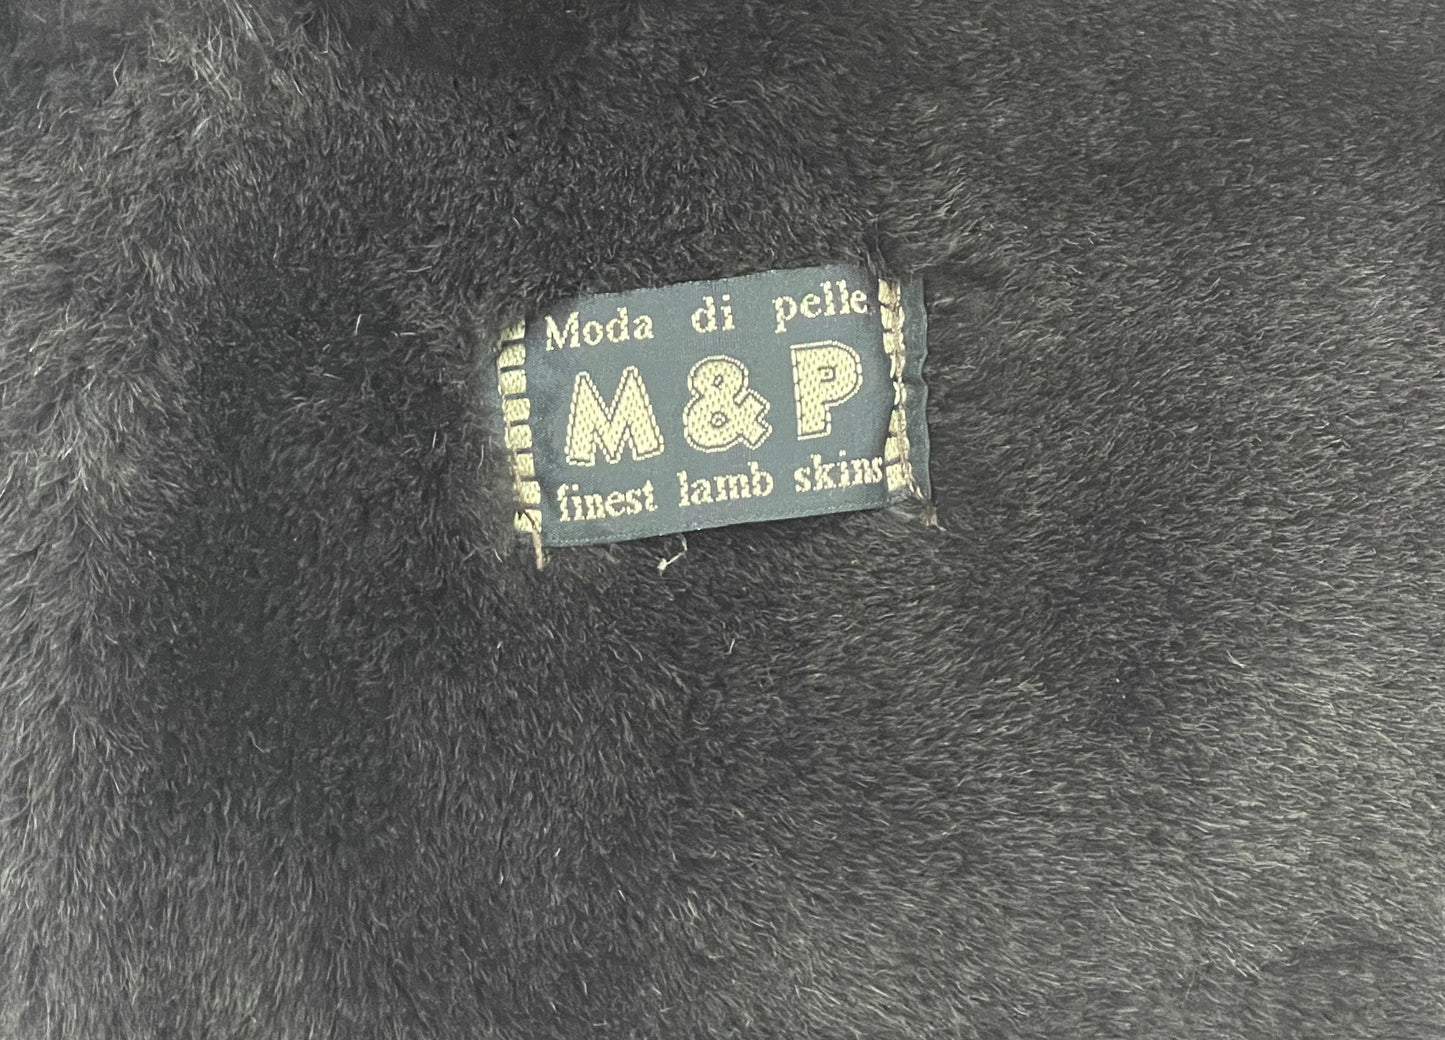 Moda di pelle
M & P
finest lamb skins